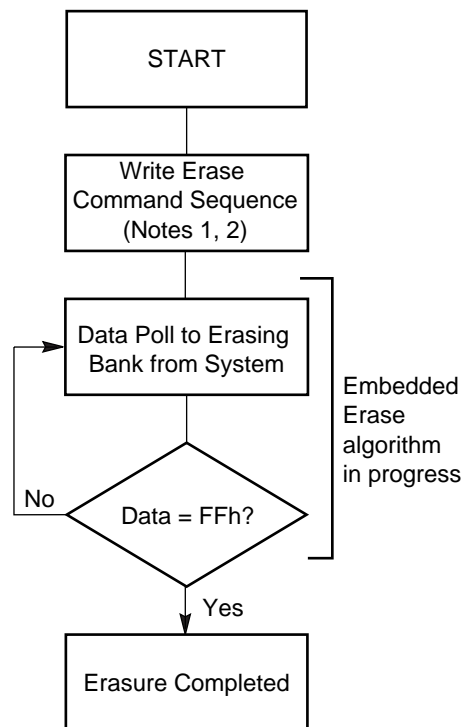 START
Write Erase
Command Sequence
(Notes 1, 2)
Data Poll to Erasing
Bank from System
Embedded
Erase
algorithm
in progress
No
Data = FFh?
Yes
Erasure Completed